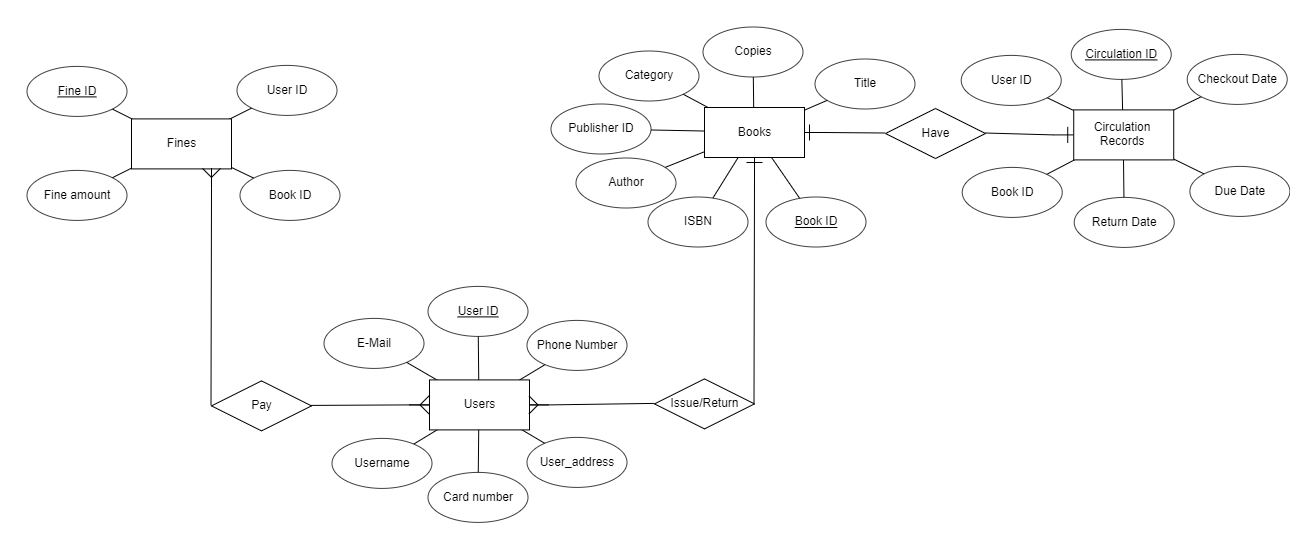 Copies
Circulation ID
Category
Title
User ID
Checkout Date
Fine ID
User ID
Publisher ID
Books
Have
Circulation
Records
Fines
Author
Fine amount
Book ID
ISBN
Book ID
Book ID
Return Date
Due Date
User ID
E-Mail
Phone Number
Pay
Users
Issue/Return
Username
User_address
Card number